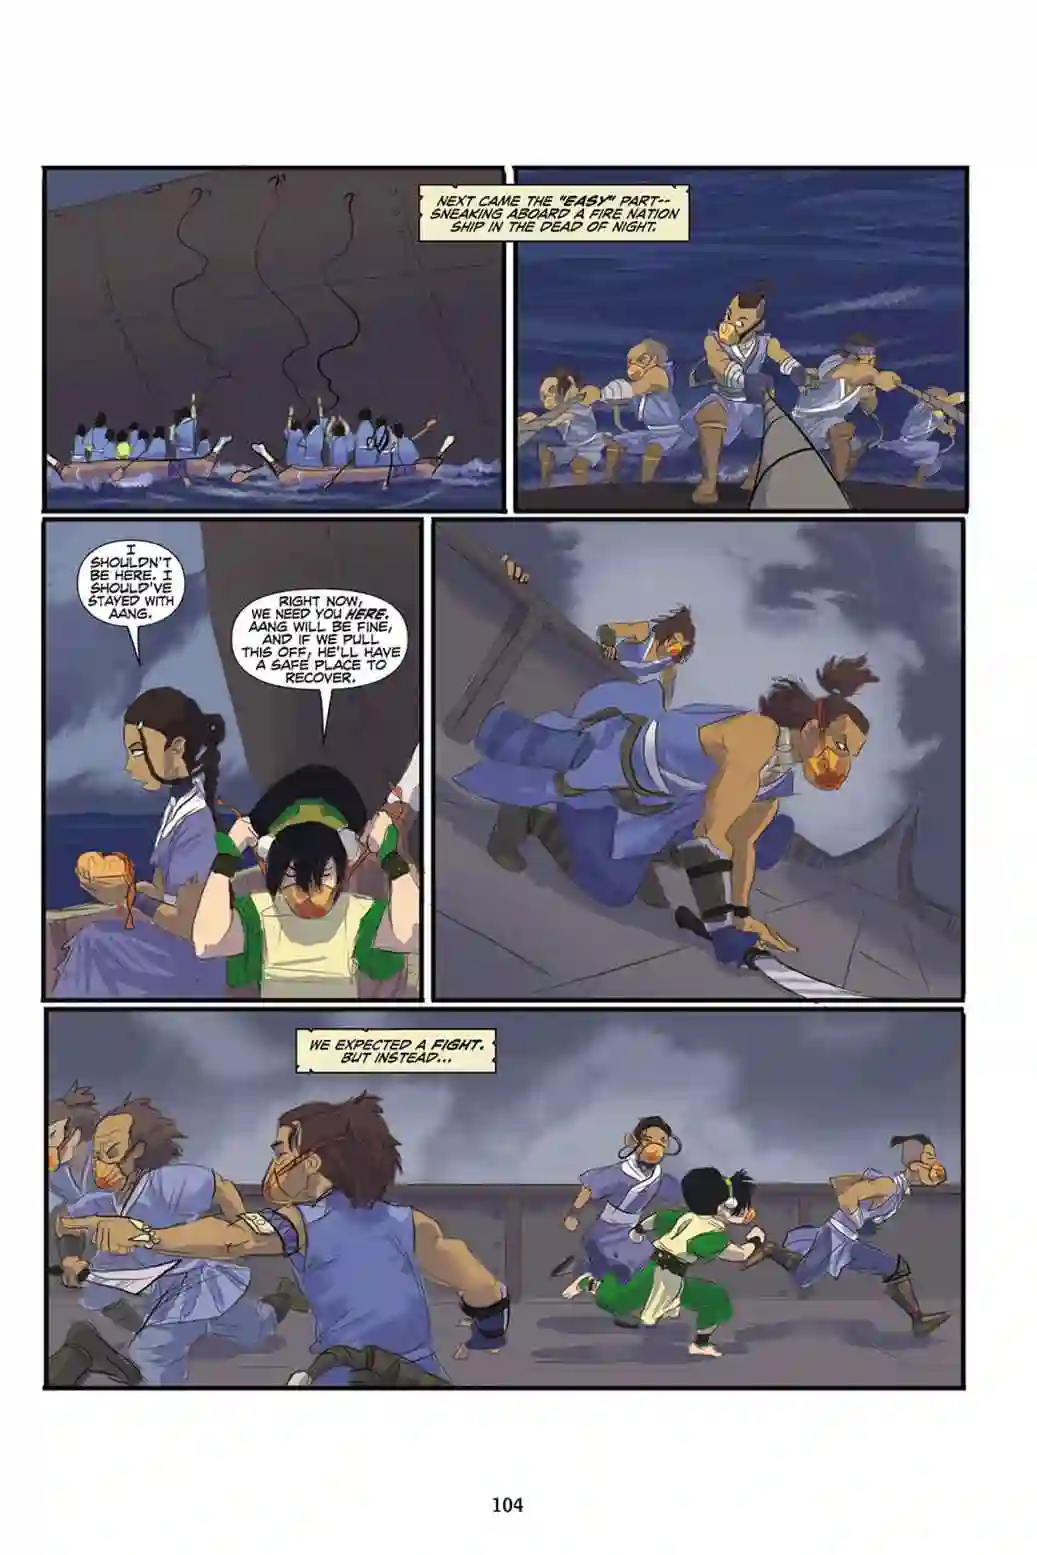 NEXT CAME THE "EASY" PART--
SNEAKING ABOARD A FIRE NATION
SHIP IN THE DEAD OF NIGHT.
I
SHOULDN'T
BE HERE. I
SHOULD'VE
STAYED WITH
AANG.
RIGHT NOW,
WE NEED YOU HERE.
AANG WILL BE FINE,
AND IF WE PULL
THIS OFF, HE'LL HAVE
A SAFE PLACE TO
RECOVER.
WE EXPECTED A FIGHT.
BUT INSTEAD...
104